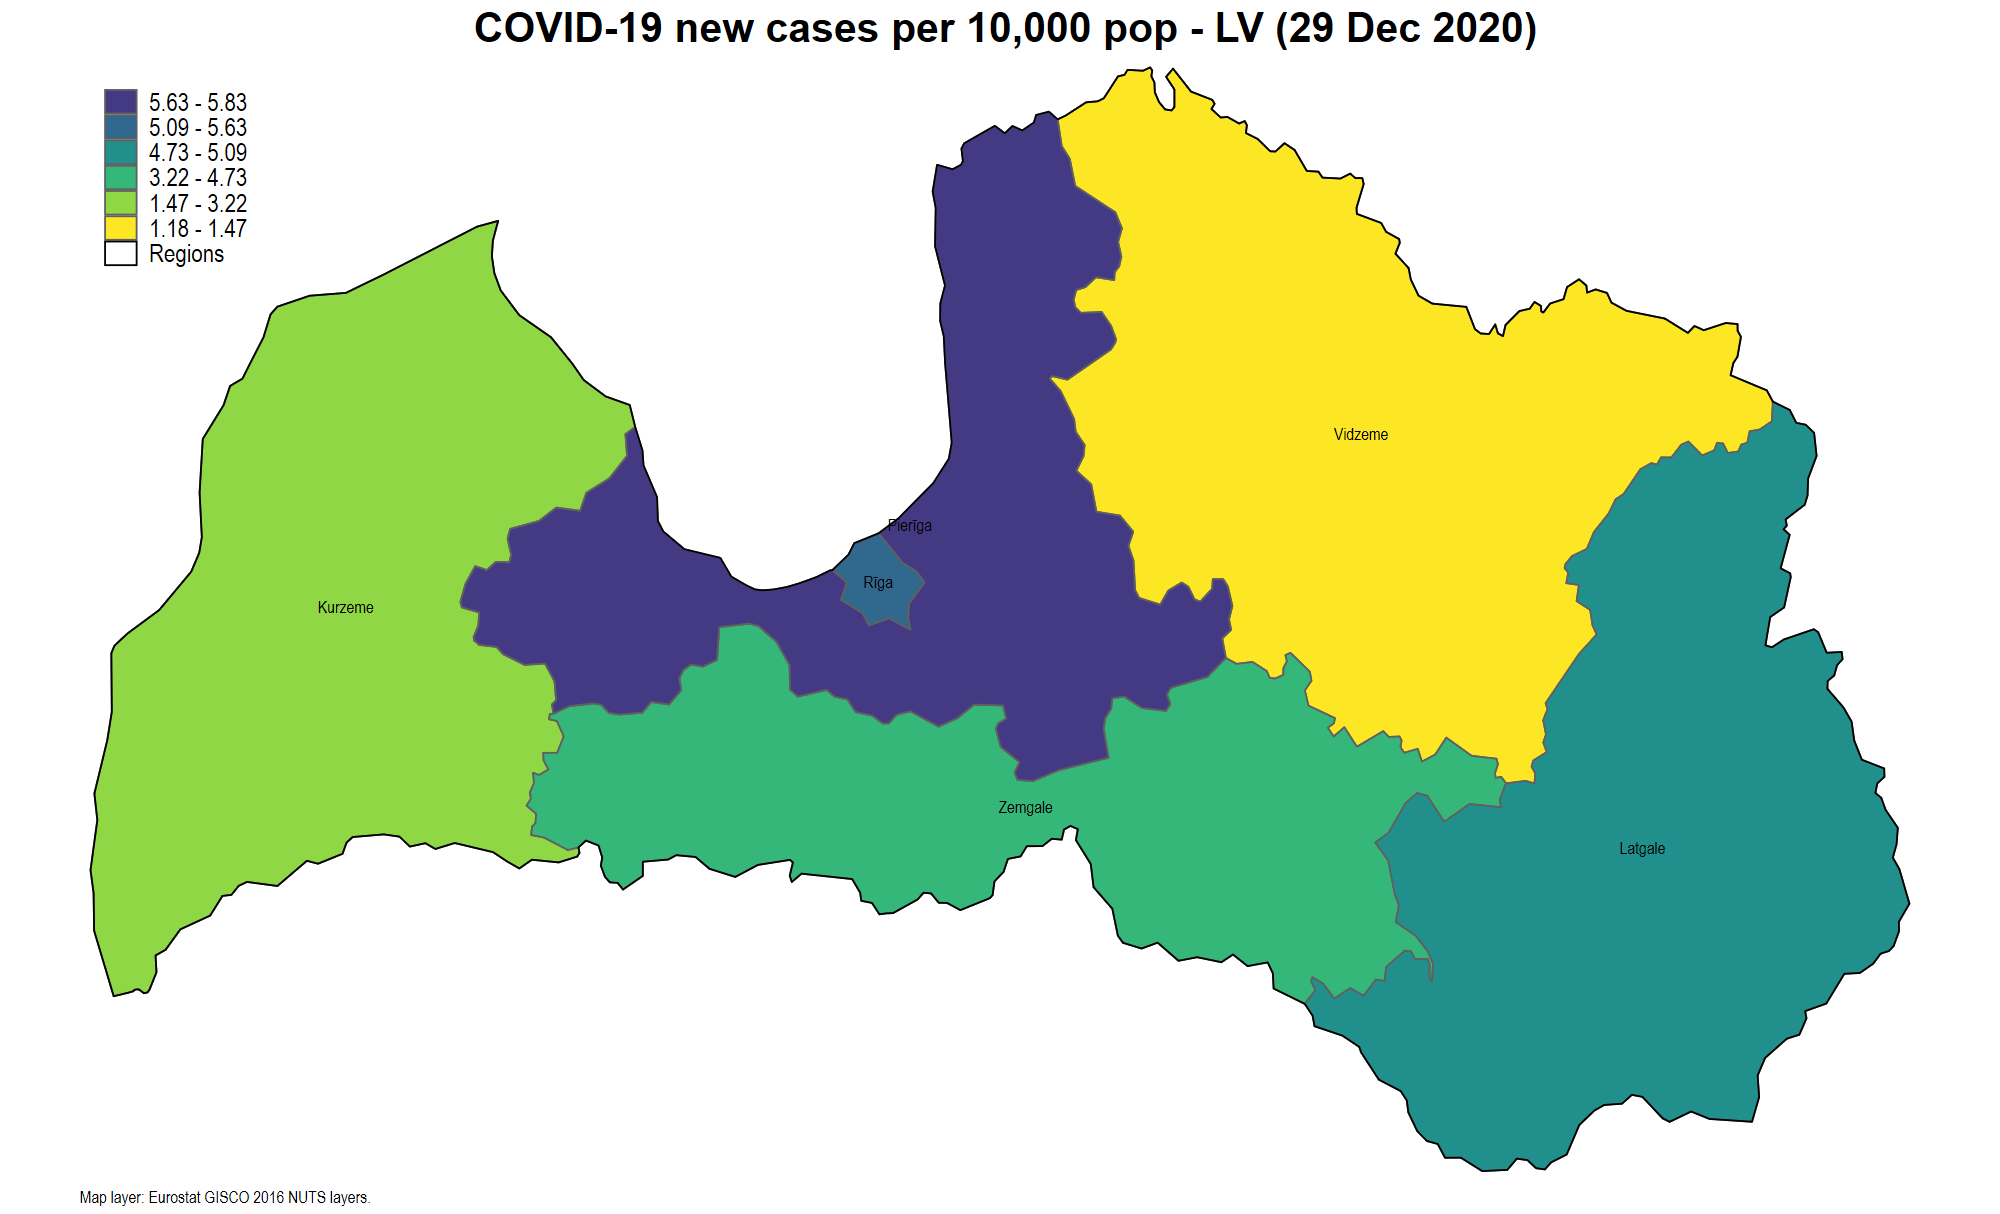 COVID-19 new cases per 10,000 pop - LV (29 Dec 2020)
5.63 - 5.83
5.09 - 5.63
4.73 - 5.09
3.22 - 4.73
1.47 - 3.22
1.18 - 1.47
Regions
Vidzeme
Pierīga
Rīga
Kurzeme
Zemgale
Latgale
Map layer: Eurostat GISCO 2016 NUTS layers.